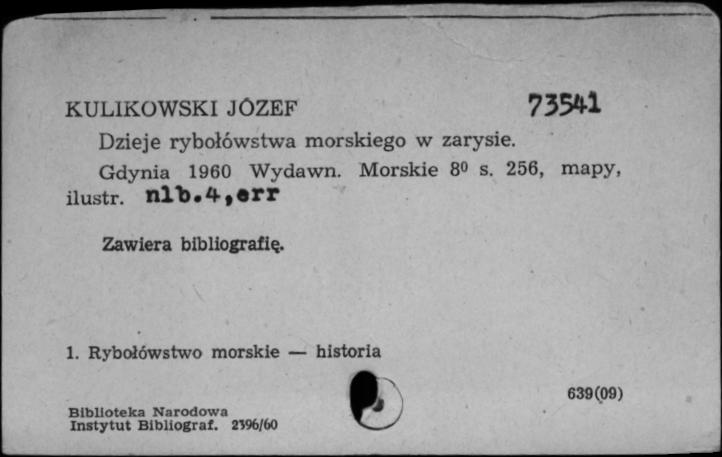 KULIKOWSKI JÓZEF 73541
Dzieje rybołówstwa morskiego w zarysie.
Gdynia 1960 Wydawn. Morskie 8⁰ s. 256, mapy,
ilustr. nlb.4,err
Zawiera bibliografię.
1. Rybołówstwo morskie — historia
639(09)
Biblioteka Narodowa
Instytut Bibliograf. 2396/60